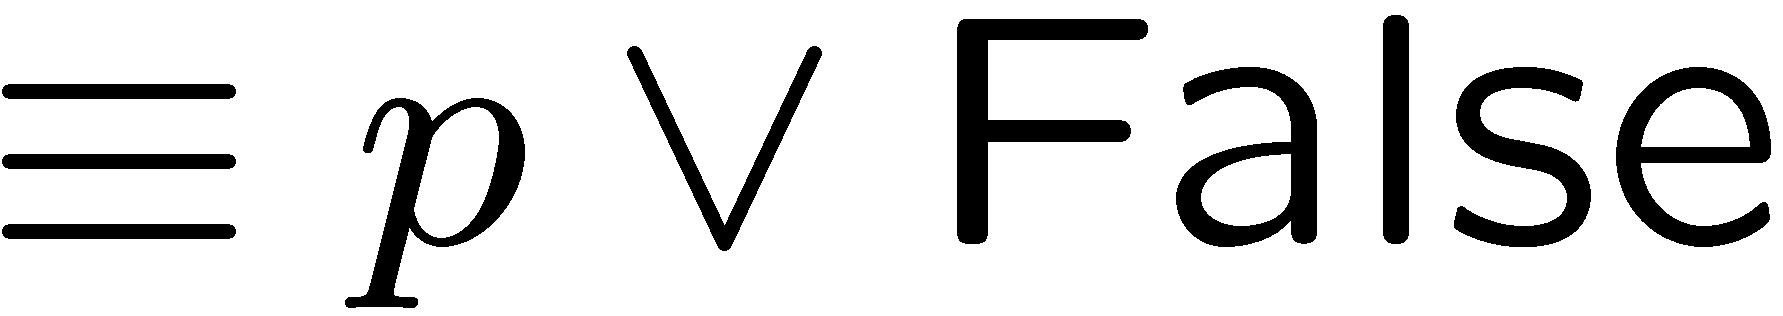 ≡ p ∨ False